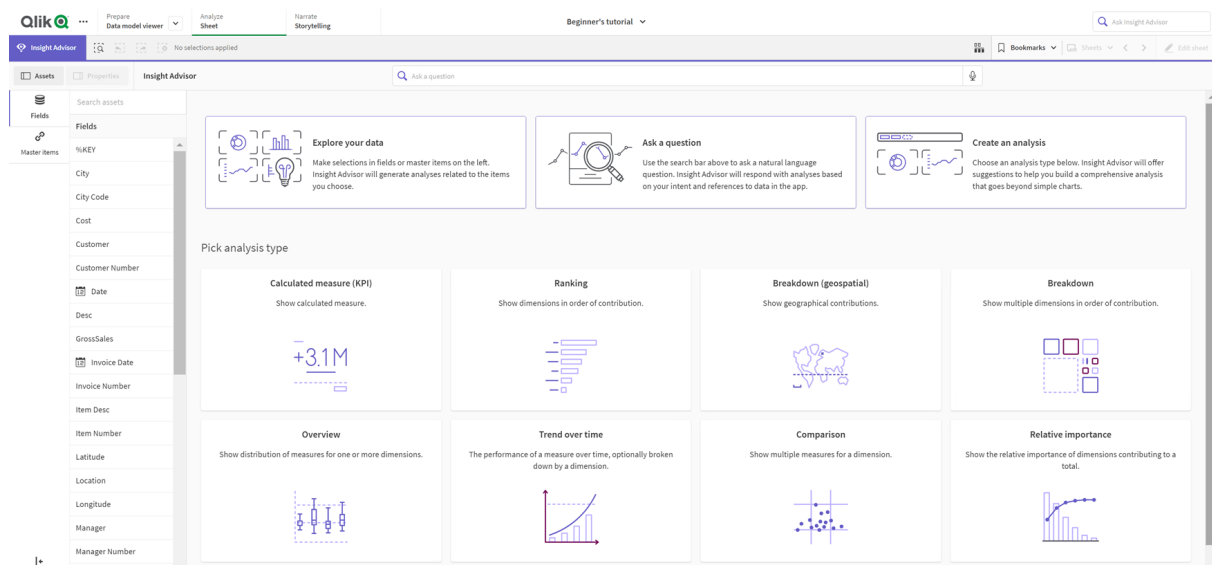 Qlik
Prepare
Data model viewer
Analyze
Sheet
Narrate
Storytelling
Beginner's tutorial
Ask Insight Advisor
Insight Advisor
No selections applied
Bookmarks
Sheets
Edit sheet
Assets
Properties
Insight Advisor
Ask a question
Fields
Master items
Search assets
Fields
%KEY
City
City Code
Cost
Customer
Customer Number
Date
Desc
GrossSales
Invoice Date
Invoice Number
Item Desc
Item Number
Latitude
Location
Longitude
Manager
Manager Number
Explore your data
Make selections in fields or master items on the left.
Insight Advisor will generate analyses related to the items
you choose.
Ask a question
Use the search bar above to ask a natural language
question. Insight Advisor will respond with analyses based
on your intent and references to data in the app.
Create an analysis
Choose an analysis type below. Insight Advisor will offer
suggestions to help you build a comprehensive analysis
that goes beyond simple charts.
Pick analysis type
Calculated measure (KPI)
Show calculated measure.
+3.1M
Ranking
Show dimensions in order of contribution.
Breakdown (geospatial)
Show geographical contributions.
Breakdown
Show multiple dimensions in order of contribution.
Overview
Show distribution of measures for one or more dimensions.
Trend over time
The performance of a measure over time, optionally broken
down by a dimension.
Comparison
Show multiple measures for a dimension.
Relative importance
Show the relative importance of dimensions contributing to a
total.